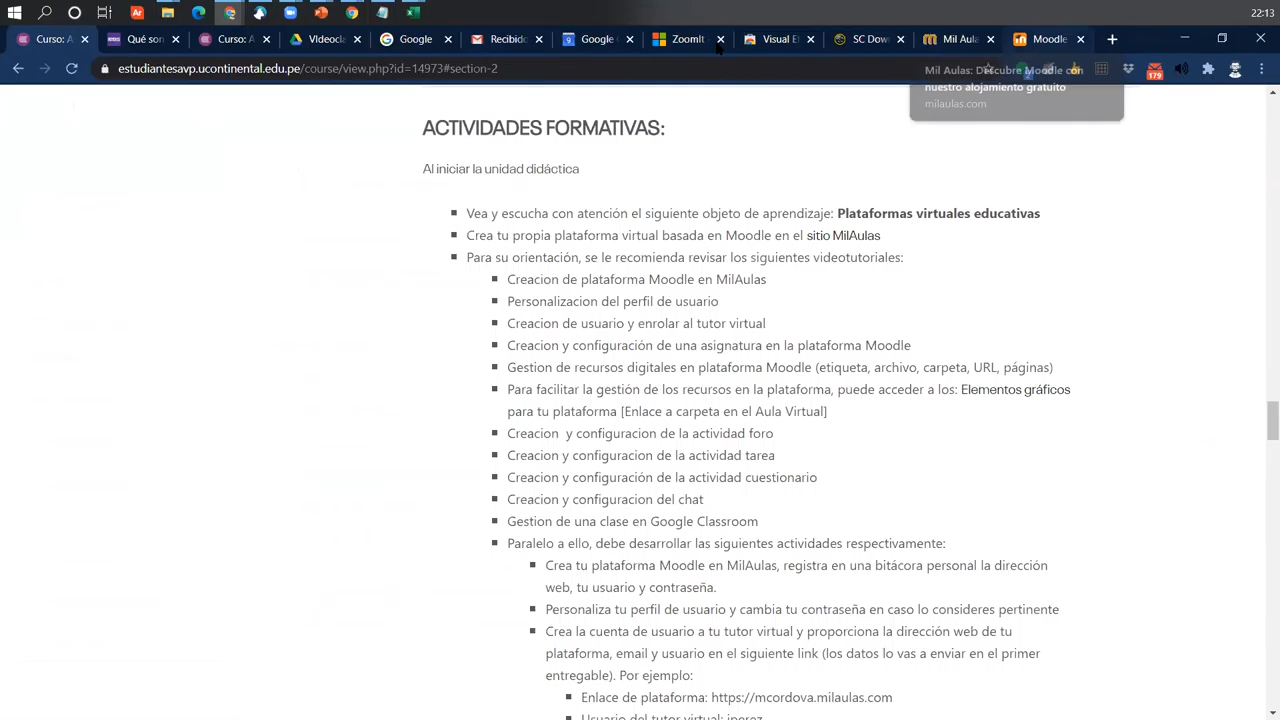 22:13
Curso: A
Qué son
Curso: A
VIdeocla
Google
Recibido
Google C
ZoomIt
Visual Ef
SC Dow
Mil Aula
Moodle
estudiantesavp.ucontinental.edu.pe/course/view.php?id=14973#section-2
179
Mil Aulas: Descubre Moodle con
nuestro alojamiento gratuito
milaulas.com
ACTIVIDADES FORMATIVAS:
Al iniciar la unidad didáctica
Vea y escucha con atención el siguiente objeto de aprendizaje: Plataformas virtuales educativas
Crea tu propia plataforma virtual basada en Moodle en el sitio MilAulas
Para su orientación, se le recomienda revisar los siguientes videotutoriales:
Creacion de plataforma Moodle en MilAulas
Personalizacion del perfil de usuario
Creacion de usuario y enrolar al tutor virtual
Creacion y configuración de una asignatura en la plataforma Moodle
Gestion de recursos digitales en plataforma Moodle (etiqueta, archivo, carpeta, URL, páginas)
Para facilitar la gestión de los recursos en la plataforma, puede acceder a los: Elementos gráficos
para tu plataforma [Enlace a carpeta en el Aula Virtual]
Creacion y configuracion de la actividad foro
Creacion y configuracion de la actividad tarea
Creacion y configuración de la actividad cuestionario
Creacion y configuracion del chat
Gestion de una clase en Google Classroom
Paralelo a ello, debe desarrollar las siguientes actividades respectivamente:
Crea tu plataforma Moodle en MilAulas, registra en una bitácora personal la dirección
web, tu usuario y contraseña.
Personaliza tu perfil de usuario y cambia tu contraseña en caso lo consideres pertinente
Crea la cuenta de usuario a tu tutor virtual y proporciona la dirección web de tu
plataforma, email y usuario en el siguiente link (los datos lo vas a enviar en el primer
entregable). Por ejemplo:
Enlace de plataforma: https://mcordova.milaulas.com
Usuario del tutor virtual: jperez